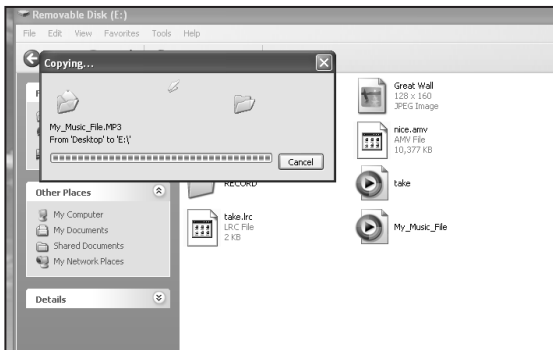 Removable Disk (E:)
File Edit View Favorites Tools Help
Copying...
My_Music_File.MP3
From 'Desktop' to 'E:\'
Cancel
Great Wall
128 x 160
JPEG Image
nice.amv
AMV File
10,377 KB
RECORD
take
take.lrc
LRC File
2 KB
My_Music_File
Other Places
My Computer
My Documents
Shared Documents
My Network Places
Details